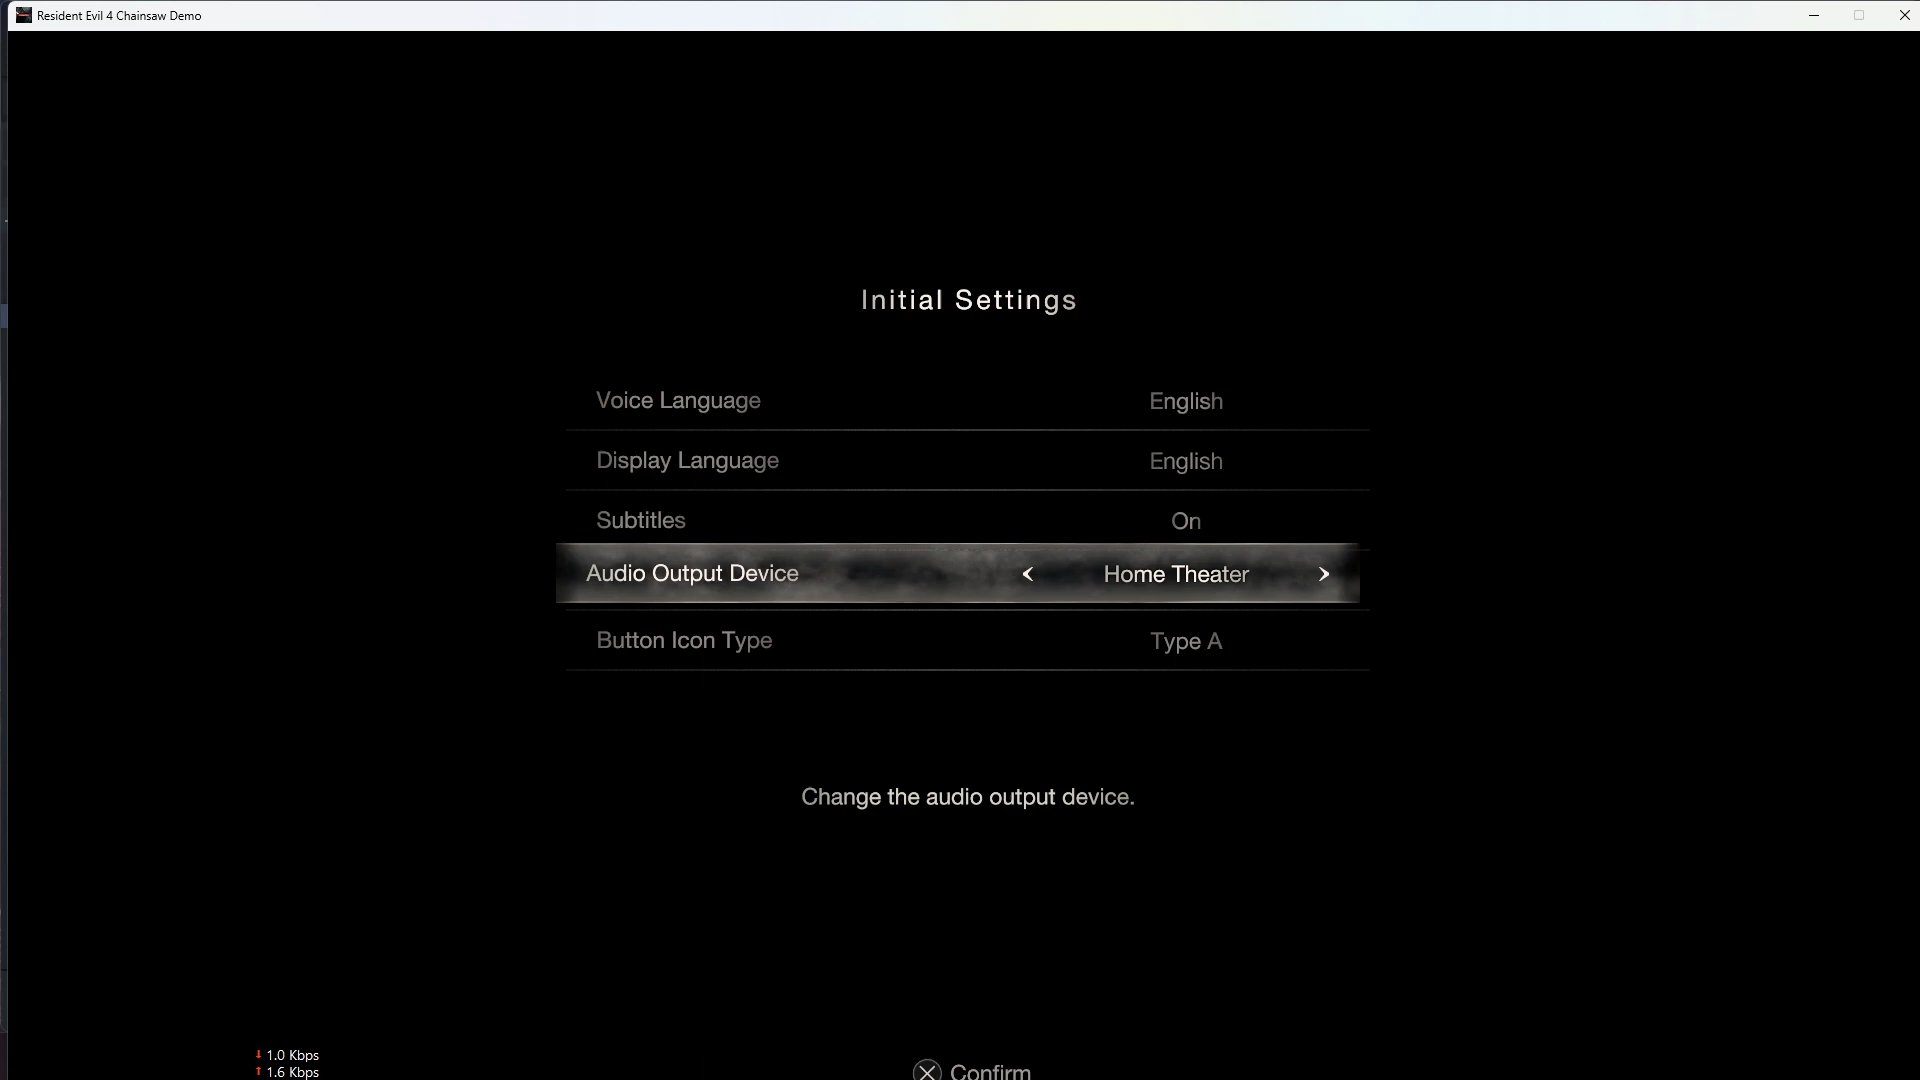 Resident Evil 4 Chainsaw Demo
Initial Settings
Voice Language English
Display Language English
Subtitles On
Audio Output Device Home Theater
Button Icon Type Type A
Change the audio output device.
1.0 Kbps
1.6 Kbps
Confirm